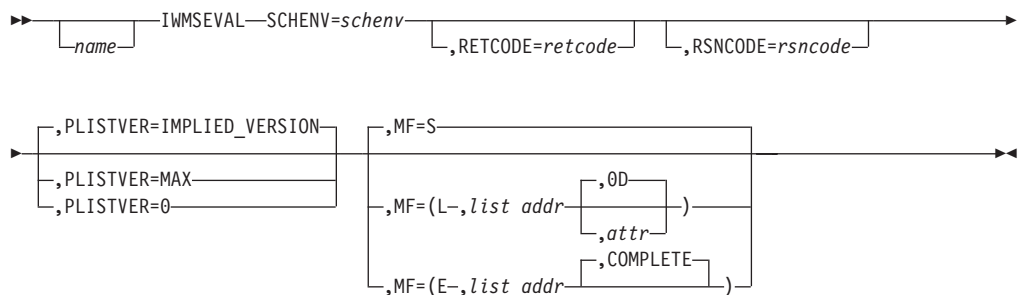 IWMSEVAL SCHENV=schenv
name ,RETCODE=retcode ,RSNCODE=rsncode
,PLISTVER=IMPLIED_VERSION ,MF=S
,PLISTVER=MAX ,0D
,PLISTVER=0 ,MF=(L ,list addr )
,attr
,COMPLETE
,MF=(E ,list addr )